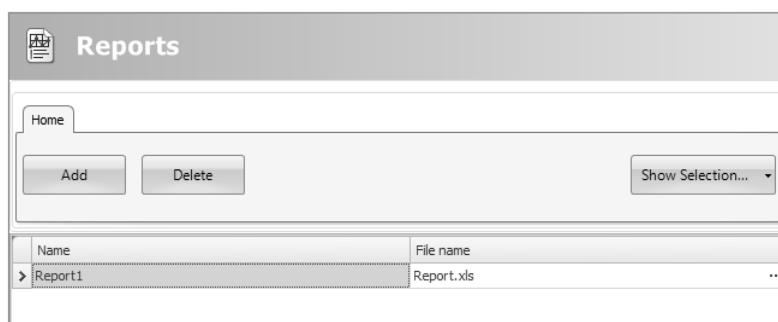 Reports
Home
Add Delete Show Selection...
Name File name
Report1 Report.xls ...